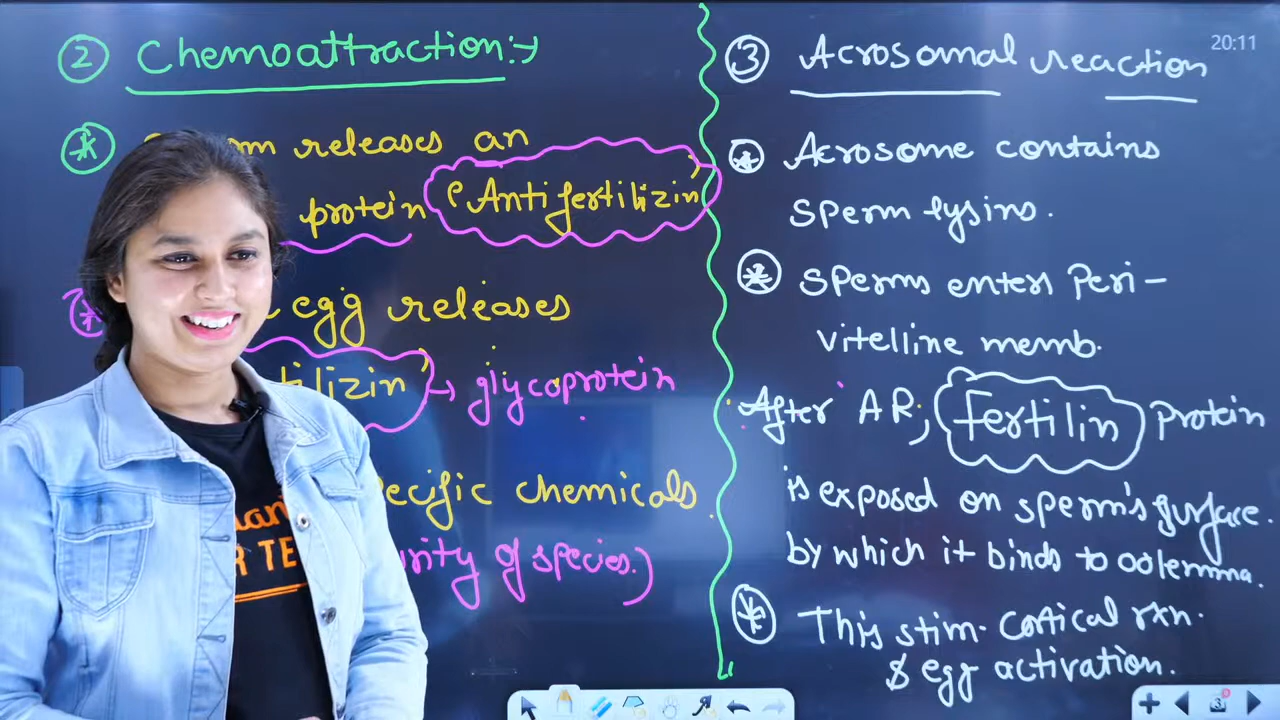 ② Chemoattraction:→
releases an
protein 'Antifertilizin'
egg releases
tilizin' → glycoprotein
ecific chemicals.
rity of species.)
③ Acrosomal reaction
Acrosome contains
sperm lysins.
Sperms enters Peri-
vitelline memb.
After AR; fertilin protein
is exposed on sperm's surface.
by which it binds to oolemma.
This stim. cortical rxn.
& egg activation.
20:11